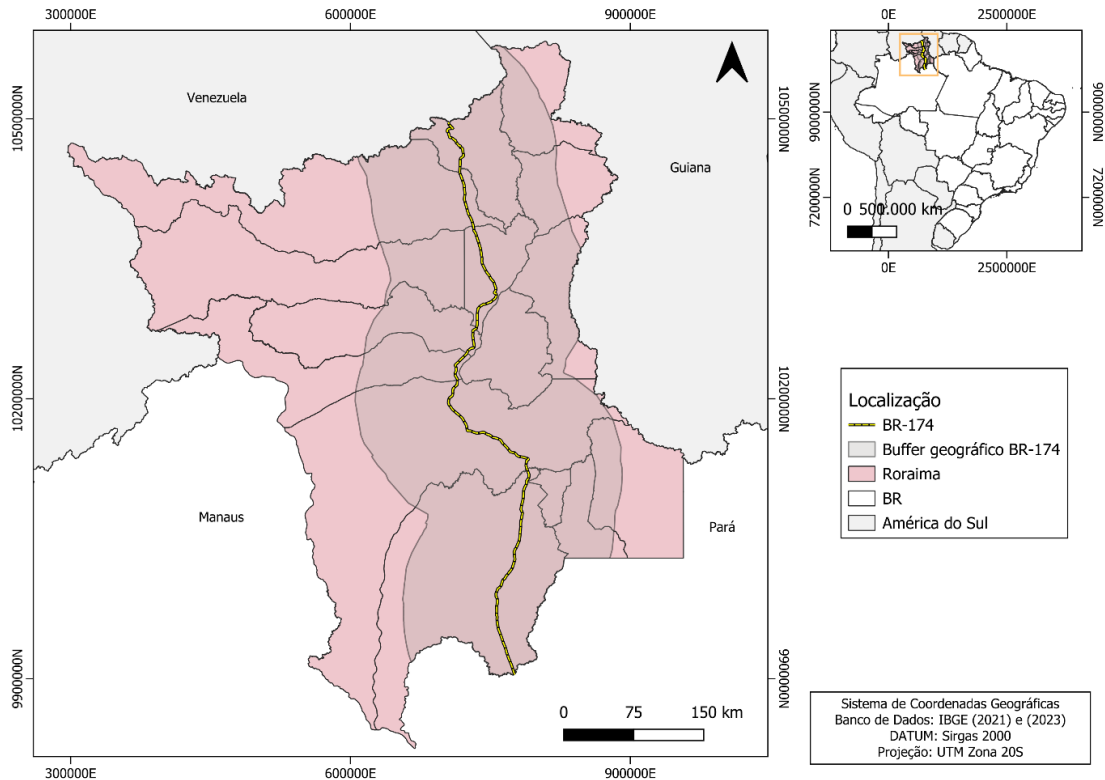 300000E
600000E
900000E
0E
2500000E
Venezuela
Guiana
Manaus
Pará
10500000N
10200000N
9900000N
10500000N
10200000N
9900000N
0
75
150 km
300000E
600000E
900000E
9000000N
7200000N
9000000N
7200000N
0 500 1.000 km
0E
2500000E
Localização
BR-174
Buffer geográfico BR-174
Roraima
BR
América do Sul
Sistema de Coordenadas Geográficas
Banco de Dados: IBGE (2021) e (2023)
DATUM: Sirgas 2000
Projeção: UTM Zona 20S